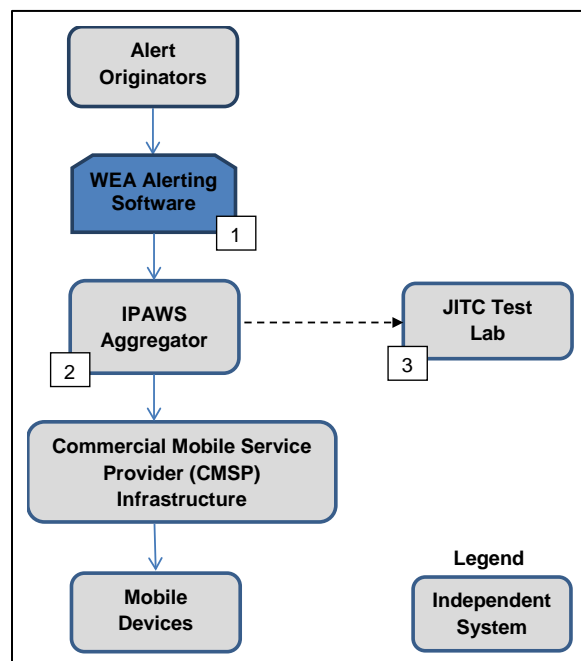 Alert
Originators
WEA Alerting
Software
1
IPAWS
Aggregator
2
JITC Test
Lab
3
Commercial Mobile Service
Provider (CMSP)
Infrastructure
Mobile
Devices
Legend
Independent
System